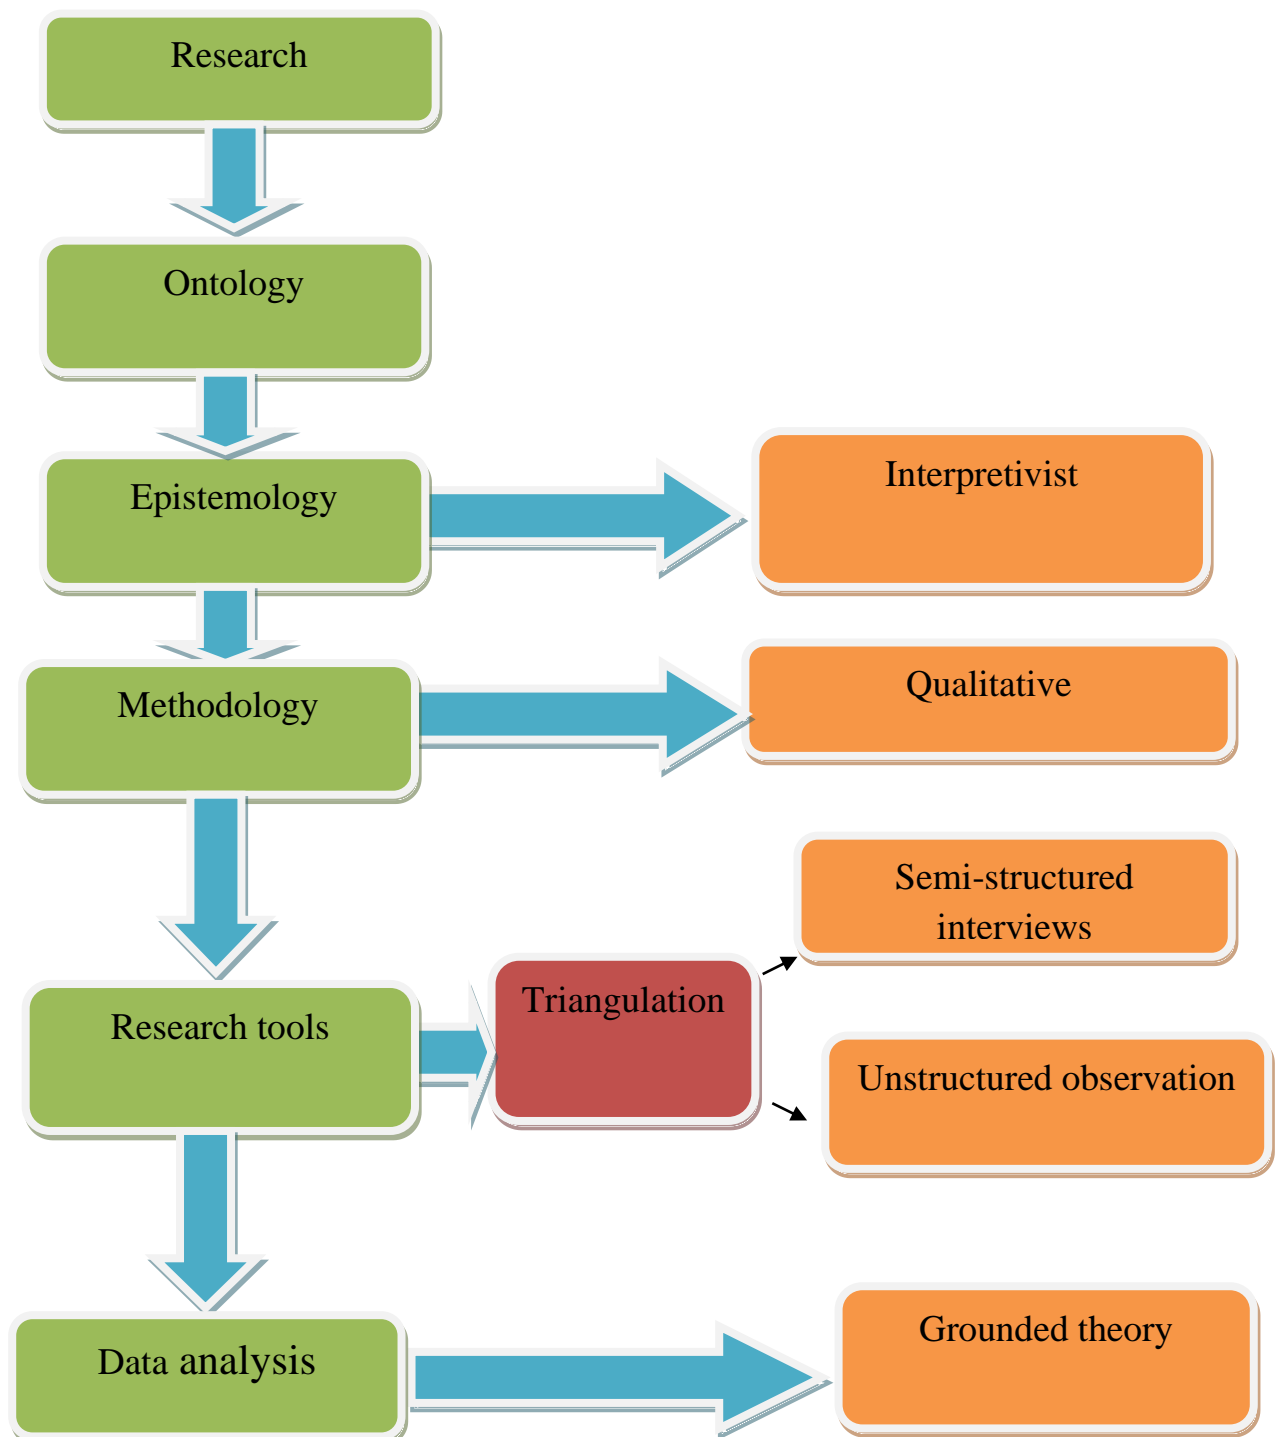 Research
Ontology
Epistemology
Interpretivist
Methodology
Qualitative
Semi-structured
interviews
Research tools
Triangulation
Unstructured observation
Data analysis
Grounded theory